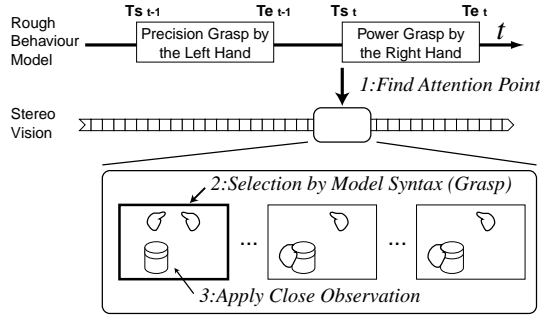 Ts t-1
Te t-1
Ts t
Te t
Rough
Behaviour
Model
Precision Grasp by
the Left Hand
Power Grasp by
the Right Hand
t
1:Find Attention Point
Stereo
Vision
2:Selection by Model Syntax (Grasp)
... ...
3:Apply Close Observation